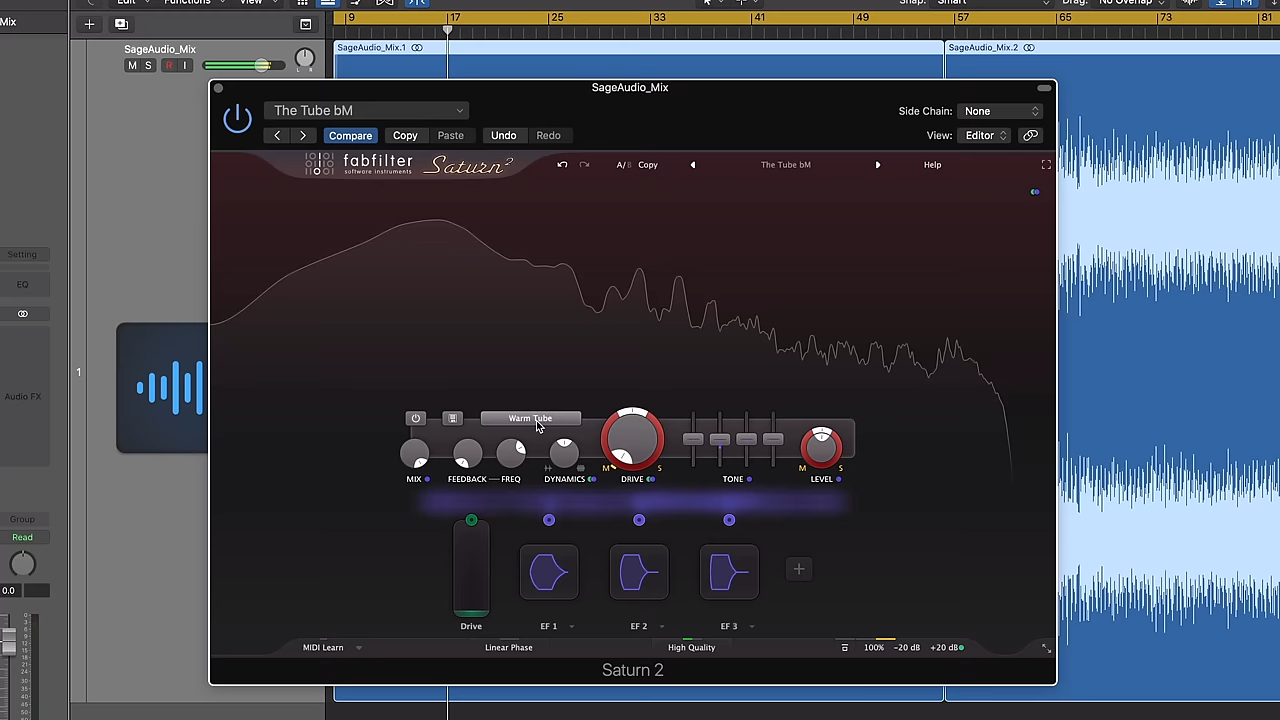 Edit
Functions
View
Snap:
Smart
Drag:
No Overlap
Mix
9
17
25
33
41
49
57
65
73
81
SageAudio_Mix
M S R I
L R
SageAudio_Mix.1
SageAudio_Mix.2
1
Setting
EQ
Audio FX
Group
Read
0.0
SageAudio_Mix
The Tube bM
Side Chain: None
Compare Copy Paste Undo Redo
View: Editor
fabfilter
software instruments
Saturn 2
A/B Copy
The Tube bM
Help
Warm Tube
M S
M S
MIX
FEEDBACK
FREQ
DYNAMICS
DRIVE
TONE
LEVEL
Drive
EF 1
EF 2
EF 3
MIDI Learn
Linear Phase
High Quality
100%
-20 dB
+20 dB
Saturn 2